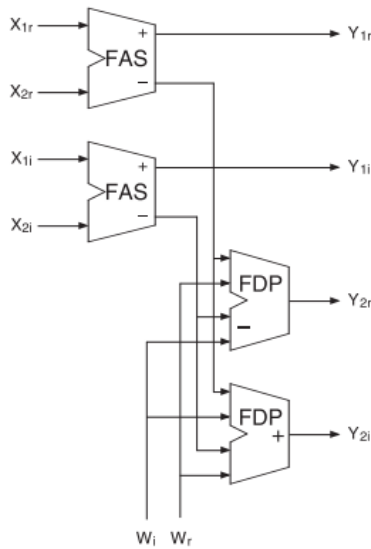 X1r
+
Y1r
FAS
X2r
−
X1i
+
Y1i
FAS
X2i
−
FDP
Y2r
−
FDP
+
Y2i
Wi Wr